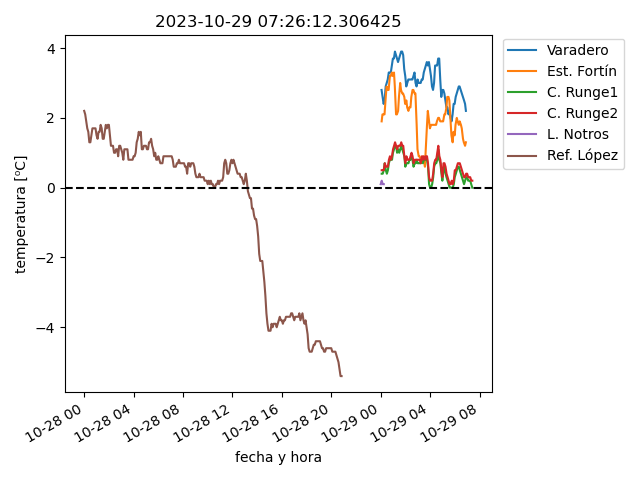 2023-10-29 07:26:12.306425
Varadero
Est. Fortín
C. Runge1
C. Runge2
L. Notros
Ref. López
temperatura [°C]
4
2
0
−2
−4
10-28 00
10-28 04
10-28 08
10-28 12
10-28 16
10-28 20
10-29 00
10-29 04
10-29 08
fecha y hora